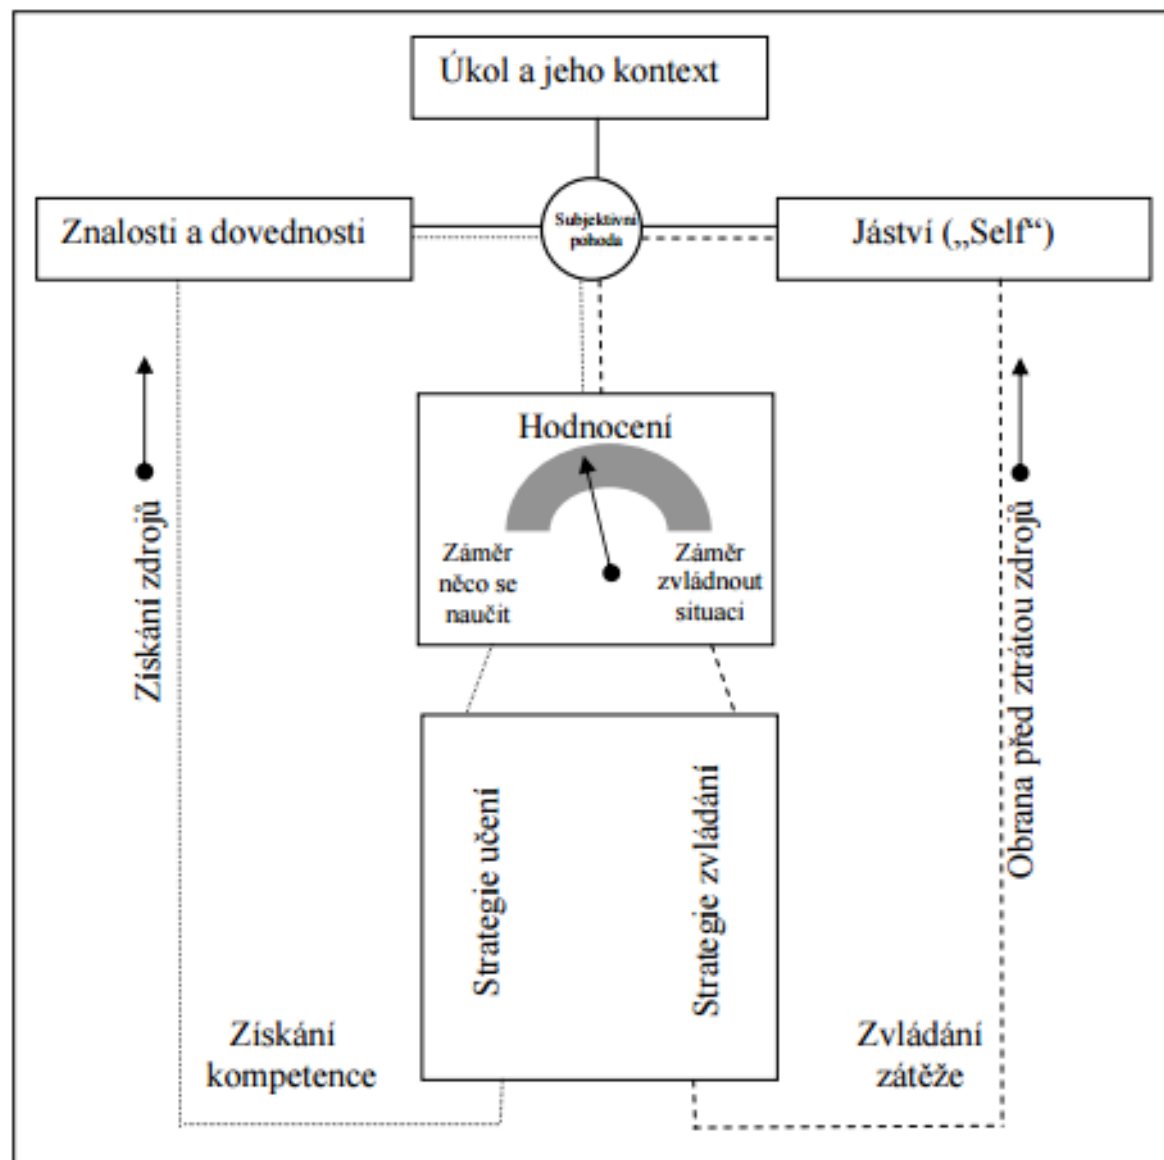 Úkol a jeho kontext
Znalosti a dovednosti
Subjektivní
pohoda
Jáství („Self“)
Hodnocení
Záměr
něco se
naučit
Záměr
zvládnout
situaci
Získání zdrojů
Obrana před ztrátou zdrojů
Strategie učení
Strategie zvládání
Získání
kompetence
Zvládání
zátěže